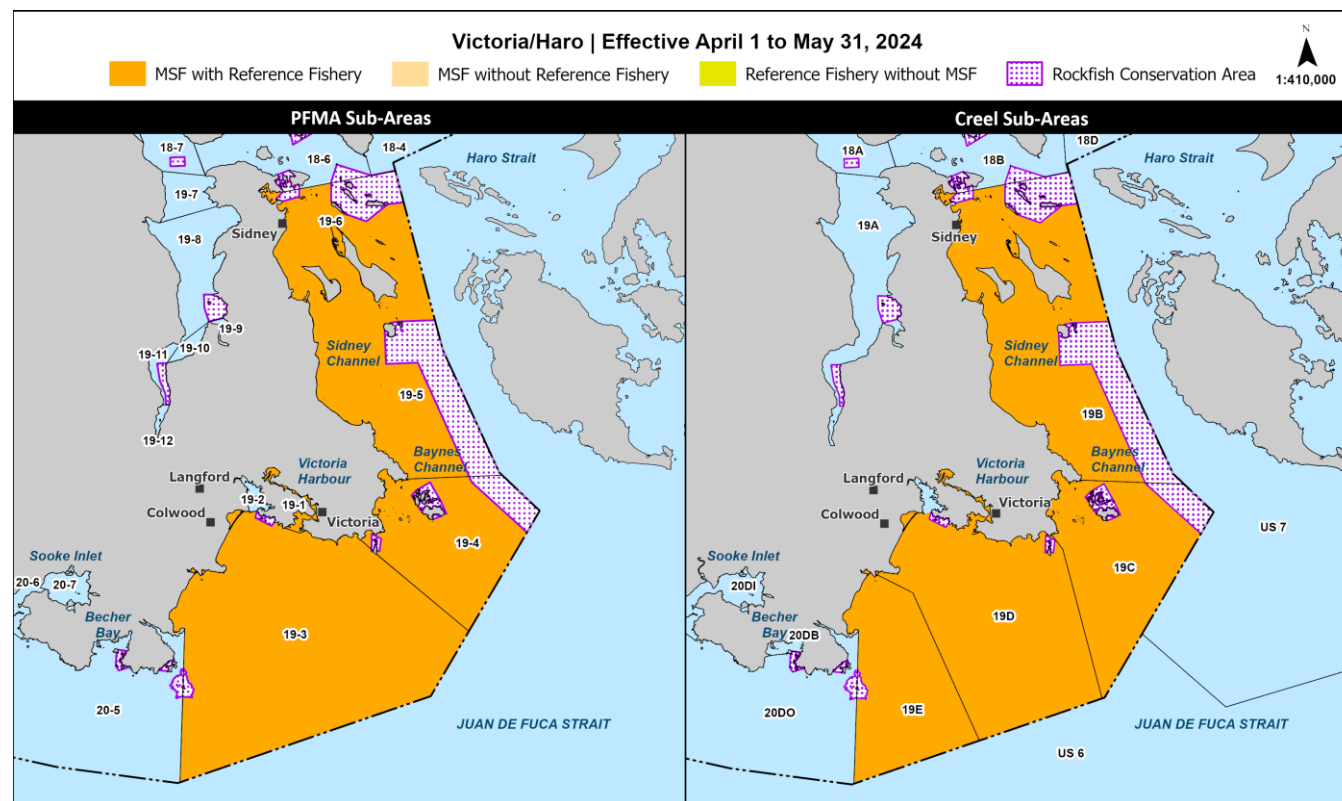 Victoria/Haro | Effective April 1 to May 31, 2024
MSF with Reference Fishery
MSF without Reference Fishery
Reference Fishery without MSF
Rockfish Conservation Area
N
1:410,000
PFMA Sub-Areas
18-7
18-6
18-4
Haro Strait
19-7
19-6
Sidney
19-8
19-9
19-10
19-11
Sidney
Channel
19-5
19-12
Baynes
Channel
Langford
Victoria
Harbour
19-2
19-1
Colwood
Victoria
19-4
Sooke Inlet
20-6
20-7
Becher
Bay
19-3
20-5
JUAN DE FUCA STRAIT
Creel Sub-Areas
18A
18B
18D
Haro Strait
19A
Sidney
Sidney
Channel
19B
Baynes
Channel
Langford
Victoria
Harbour
Colwood
Victoria
US 7
Sooke Inlet
19C
20DI
Becher
Bay
20DB
19D
20DO
19E
JUAN DE FUCA STRAIT
US 6